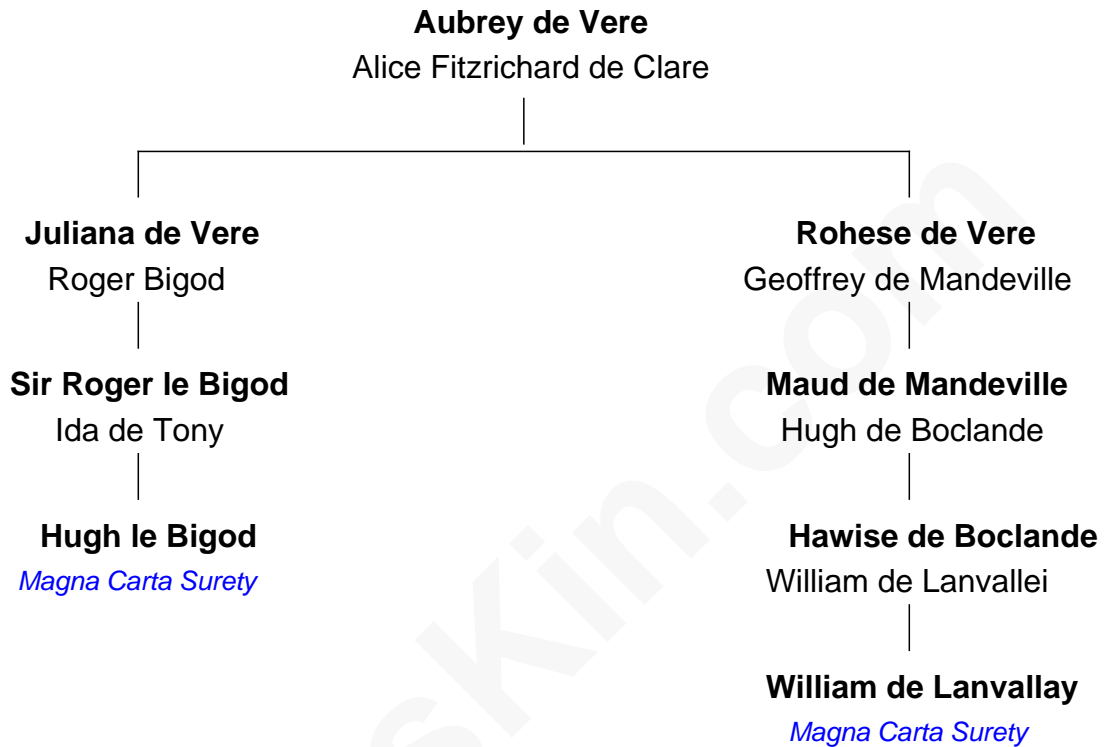 Aubrey de Vere
Alice Fitzrichard de Clare
Juliana de Vere
Roger Bigod
Rohese de Vere
Geoffrey de Mandeville
Sir Roger le Bigod
Ida de Tony
Maud de Mandeville
Hugh de Boclande
Hugh le Bigod
Magna Carta Surety
Hawise de Boclande
William de Lanvallei
William de Lanvallay
Magna Carta Surety
sKin.com